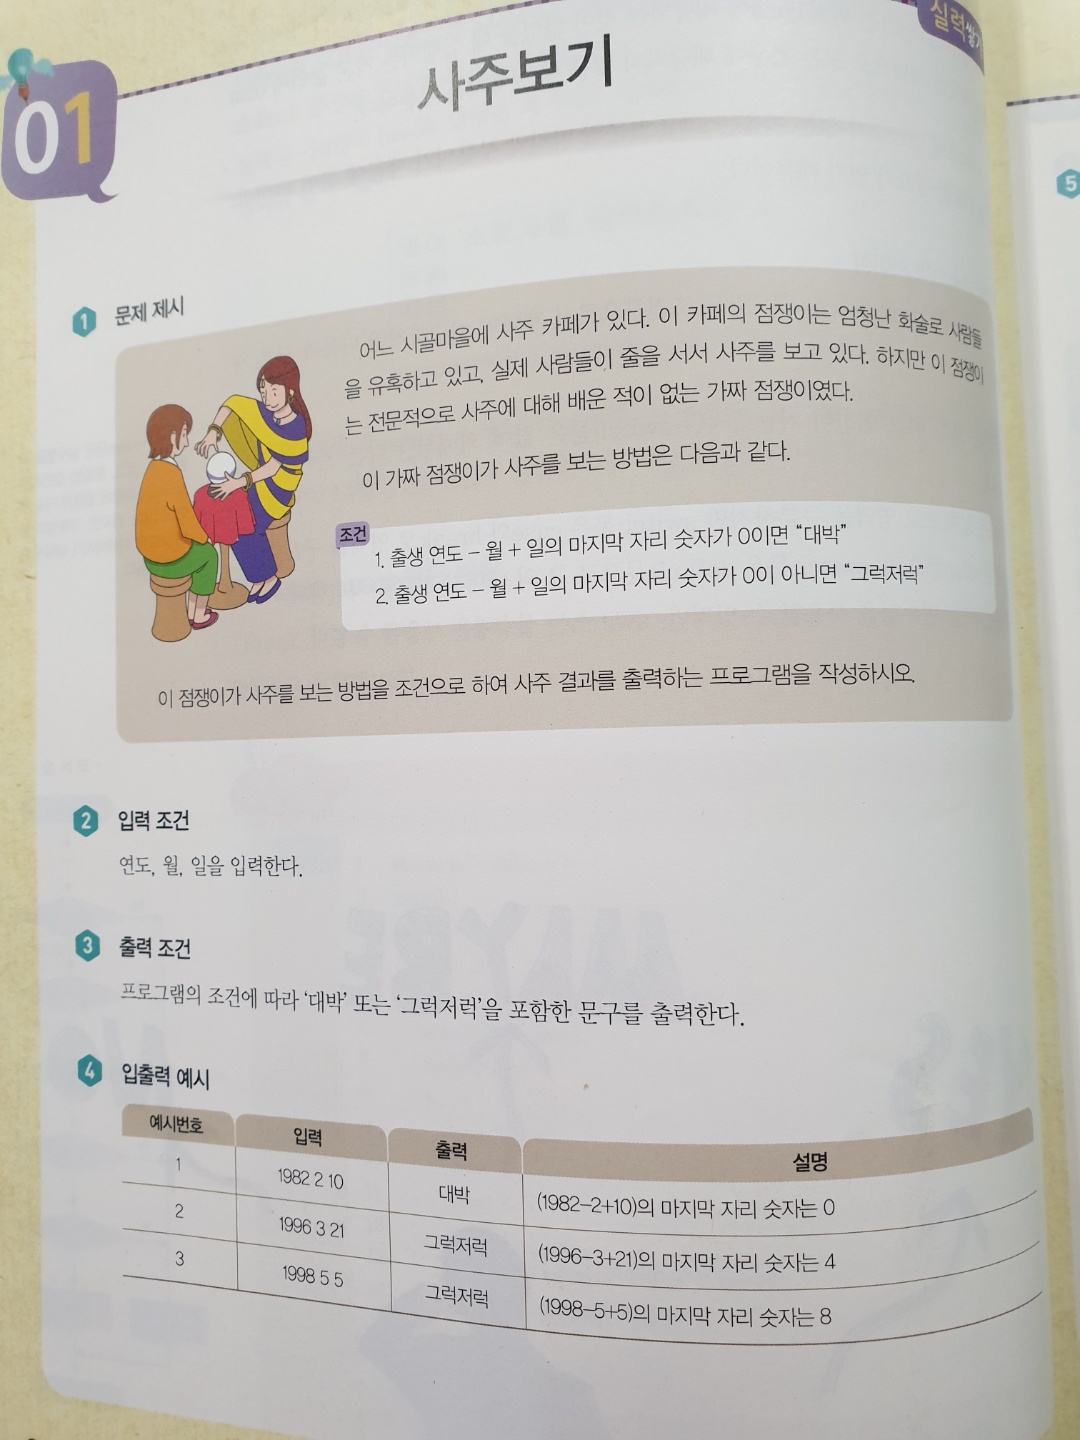 실력쌓기
01
사주보기
1 문제 제시
어느 시골마을에 사주 카페가 있다. 이 카페의 점쟁이는 엄청난 화술로 사람들
을 유혹하고 있고, 실제 사람들이 줄을 서서 사주를 보고 있다. 하지만 이 점쟁이
는 전문적으로 사주에 대해 배운 적이 없는 가짜 점쟁이였다.
이 가짜 점쟁이가 사주를 보는 방법은 다음과 같다.
조건
1. 출생 연도 – 월 + 일의 마지막 자리 숫자가 0이면 “대박”
2. 출생 연도 – 월 + 일의 마지막 자리 숫자가 0이 아니면 “그럭저럭”
이 점쟁이가 사주를 보는 방법을 조건으로 하여 사주 결과를 출력하는 프로그램을 작성하시오.
2 입력 조건
연도, 월, 일을 입력한다.
3 출력 조건
프로그램의 조건에 따라 ‘대박’ 또는 ‘그럭저럭’을 포함한 문구를 출력한다.
4 입출력 예시
예시번호 입력 출력 설명
1 1982 2 10 대박 (1982–2+10)의 마지막 자리 숫자는 0
2 1996 3 21 그럭저럭 (1996–3+21)의 마지막 자리 숫자는 4
3 1998 5 5 그럭저럭 (1998–5+5)의 마지막 자리 숫자는 8
5